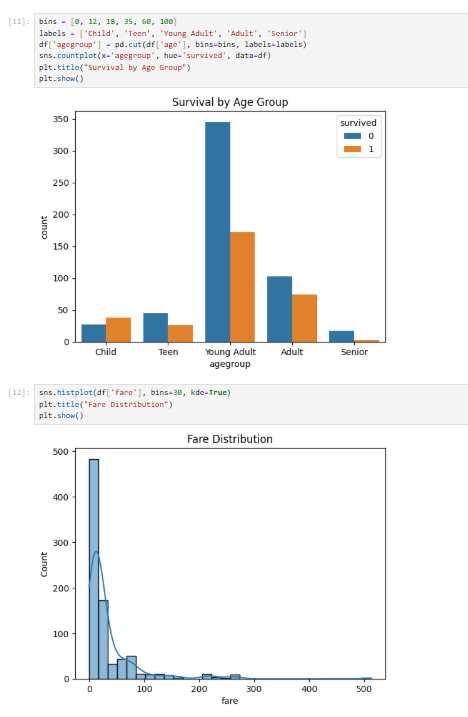 [11]: bins = [0, 12, 18, 35, 60, 100]
labels = ['Child', 'Teen', 'Young Adult', 'Adult', 'Senior']
df['agegroup'] = pd.cut(df['age'], bins=bins, labels=labels)
sns.countplot(x='agegroup', hue='survived', data=df)
plt.title("Survival by Age Group")
plt.show()
Survival by Age Group
survived
0
1
350
300
250
200
150
100
50
0
count
Child Teen Young Adult Adult Senior
agegroup
[12]: sns.histplot(df['fare'], bins=30, kde=True)
plt.title("Fare Distribution")
plt.show()
Fare Distribution
500
400
300
200
100
0
Count
0 100 200 300 400 500
fare